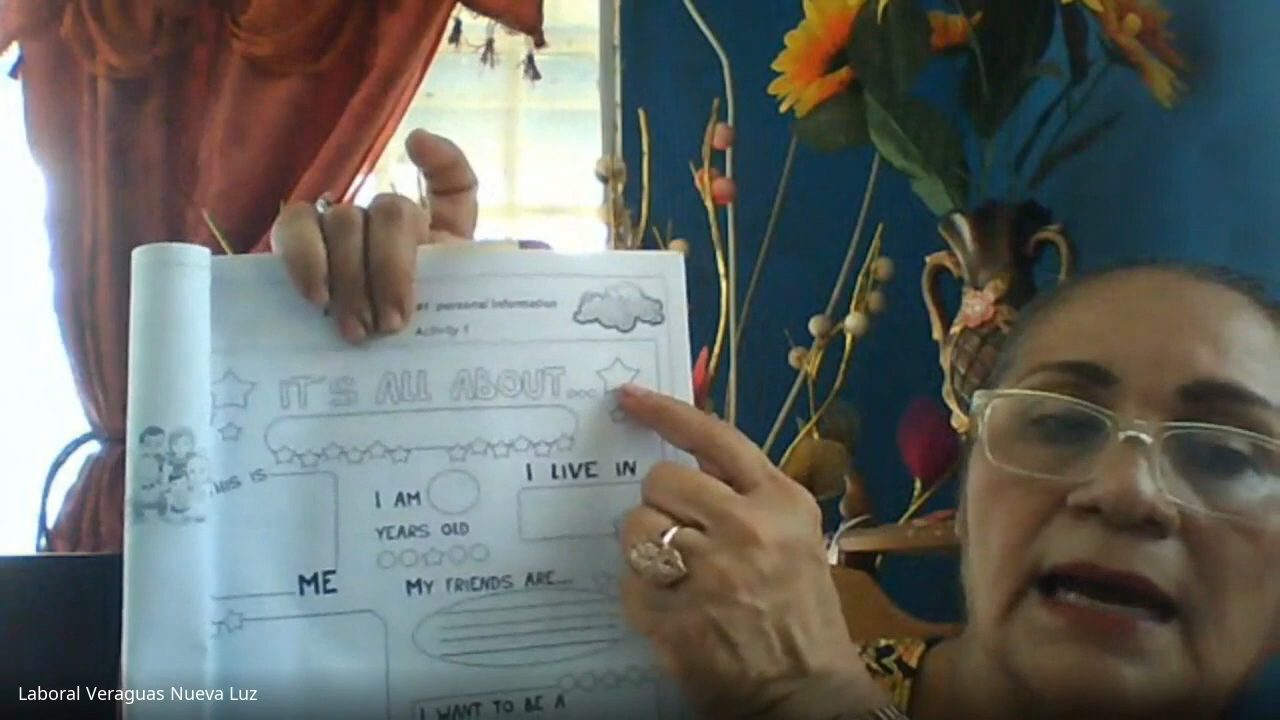 personal information
Activity 1
IT'S ALL ABOUT...
THIS IS
I AM
YEARS OLD
I LIVE IN
ME
MY FRIENDS ARE...
I WANT TO BE A
Laboral Veraguas Nueva Luz